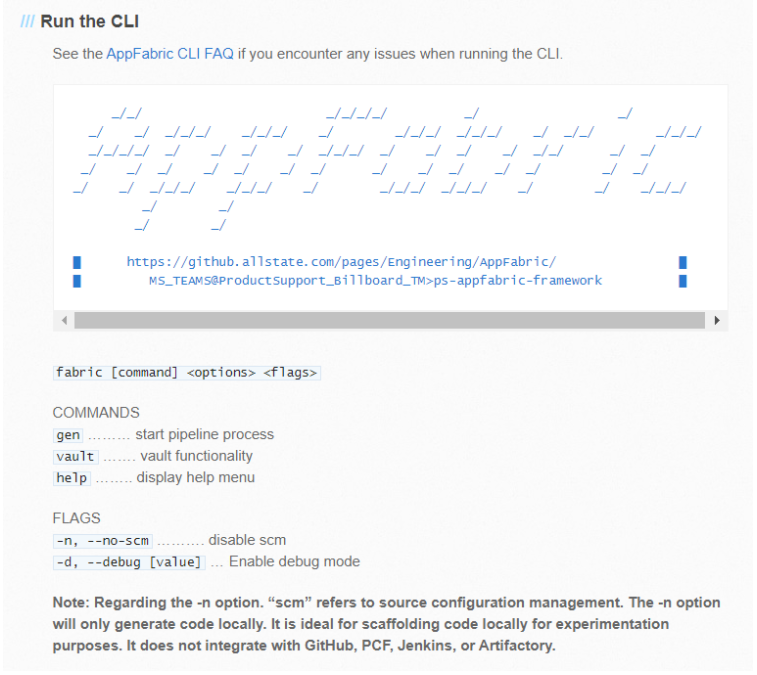 /// Run the CLI
See the AppFabric CLI FAQ if you encounter any issues when running the CLI.
AppFabric
https://github.allstate.com/pages/Engineering/AppFabric/
MS_TEAMS@ProductSupport_Billboard_TM>ps-appfabric-framework
fabric [command] <options> <flags>
COMMANDS
gen ......... start pipeline process
vault ....... vault functionality
help ........ display help menu
FLAGS
-n, --no-scm .......... disable scm
-d, --debug [value] ... Enable debug mode
Note: Regarding the -n option. “scm” refers to source configuration management. The -n option
will only generate code locally. It is ideal for scaffolding code locally for experimentation
purposes. It does not integrate with GitHub, PCF, Jenkins, or Artifactory.